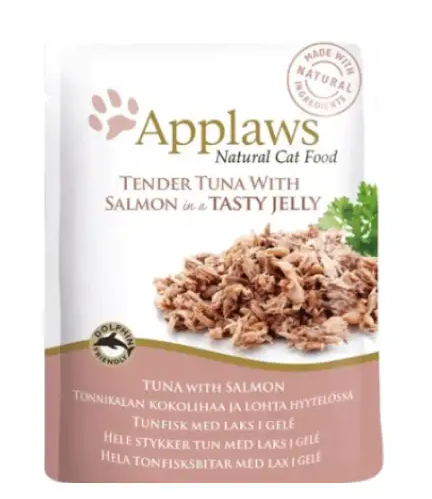 MADE WITH
NATURAL
INGREDIENTS
Applaws
Natural Cat Food
TENDER TUNA WITH
SALMON in a TASTY JELLY
DOLPHIN
FRIENDLY
TUNA WITH SALMON
TONNIKALAN KOKOLIHAA JA LOHTA HYYTELÖSSÄ
TUNFISK MED LAKS I GELÉ
HELE STYKKER TUN MED LAKS I GELÉ
HELA TONFISKSBITAR MED LAX I GELÉ